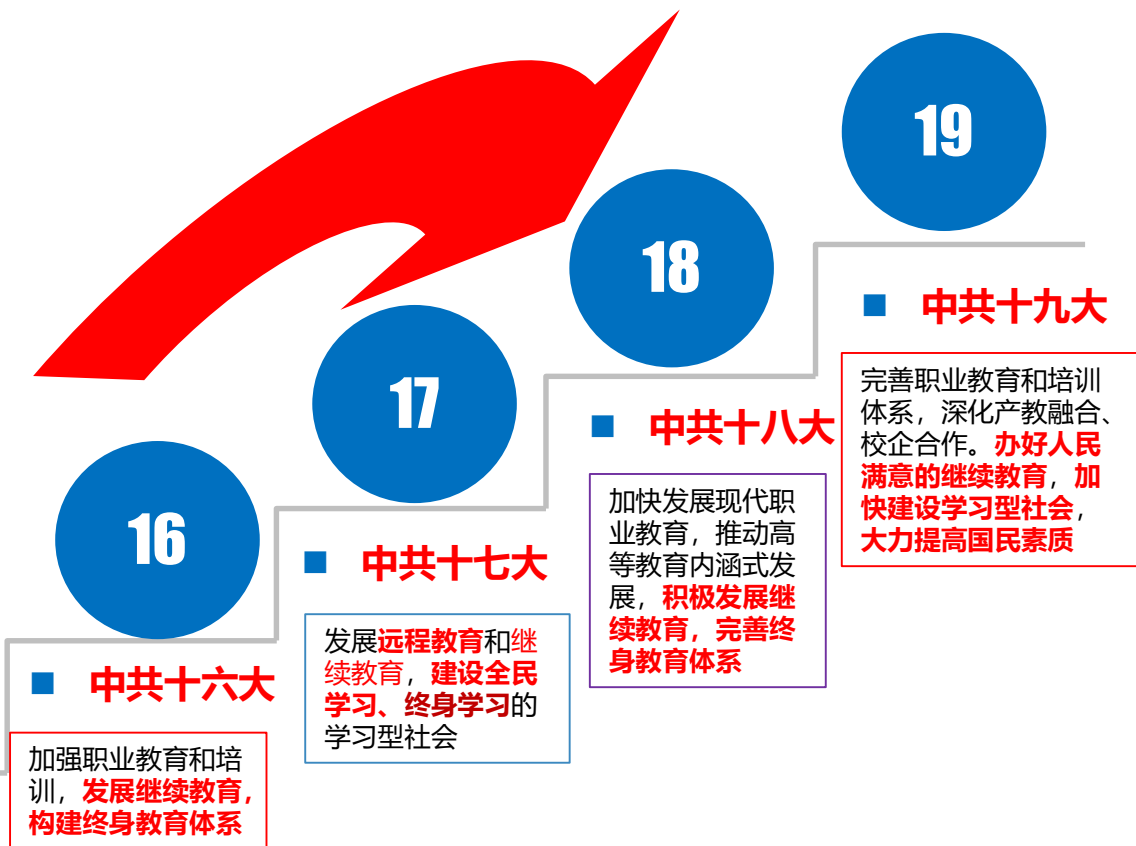 16
中共十六大
加强职业教育和培
训，发展继续教育，
构建终身教育体系
17
中共十七大
发展远程教育和继
续教育，建设全民
学习、终身学习的
学习型社会
18
中共十八大
加快发展现代职
业教育，推动高
等教育内涵式发
展，积极发展继
续教育，完善终
身教育体系
19
中共十九大
完善职业教育和培训
体系，深化产教融合、
校企合作。办好人民
满意的继续教育，加
快建设学习型社会，
大力提高国民素质